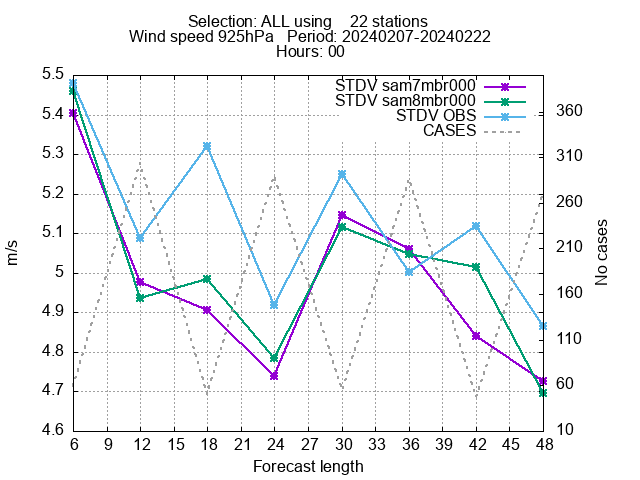 Selection: ALL using 22 stations
Wind speed 925hPa Period: 20240207-20240222
Hours: 00
STDV sam7mbr000
STDV sam8mbr000
STDV OBS
CASES
5.5
5.4
5.3
5.2
5.1
5
4.9
4.8
4.7
4.6
m/s
360
310
260
210
160
110
60
10
No cases
6 9 12 15 18 21 24 27 30 33 36 39 42 45 48
Forecast length